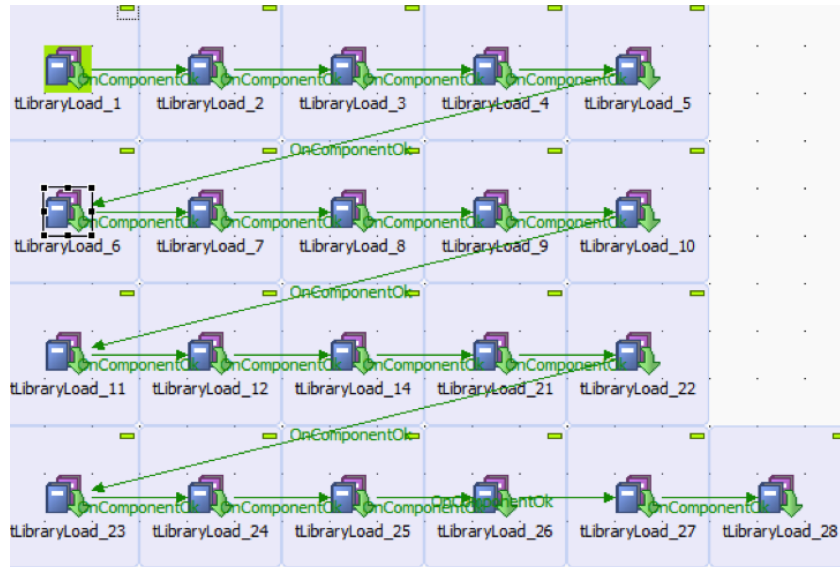 OnComponentOk OnComponentOk OnComponentOk OnComponentOk
tLibraryLoad_1 tLibraryLoad_2 tLibraryLoad_3 tLibraryLoad_4 tLibraryLoad_5
OnComponentOk
OnComponentOk OnComponentOk OnComponentOk OnComponentOk
tLibraryLoad_6 tLibraryLoad_7 tLibraryLoad_8 tLibraryLoad_9 tLibraryLoad_10
OnComponentOk
OnComponentOk OnComponentOk OnComponentOk OnComponentOk
tLibraryLoad_11 tLibraryLoad_12 tLibraryLoad_14 tLibraryLoad_21 tLibraryLoad_22
OnComponentOk
OnComponentOk OnComponentOk OnComponentOk OnComponentOk
tLibraryLoad_23 tLibraryLoad_24 tLibraryLoad_25 tLibraryLoad_26 tLibraryLoad_27 tLibraryLoad_28